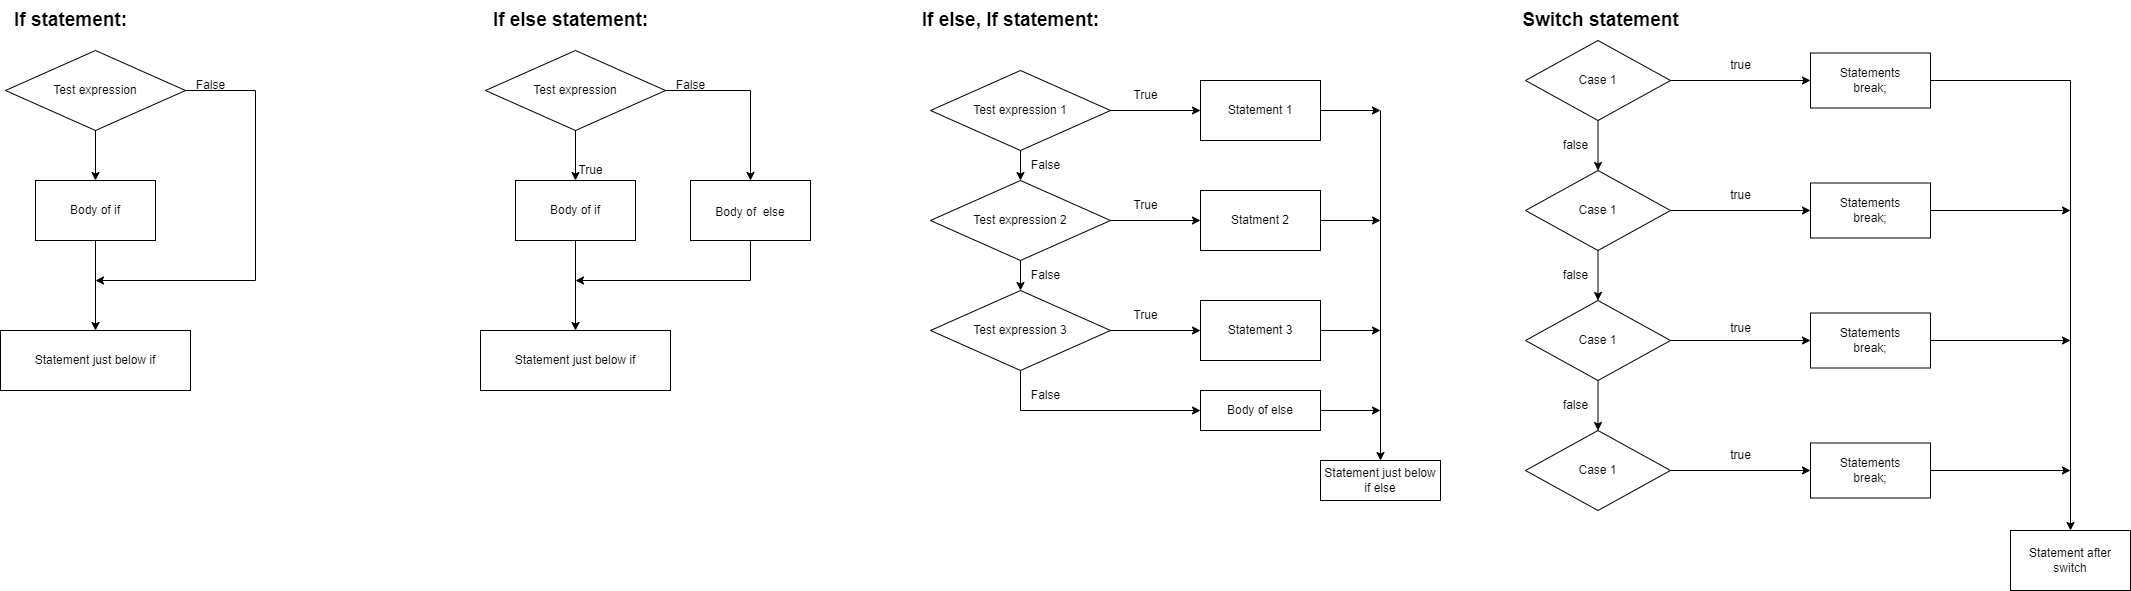 If statement:
Test expression
False
Body of if
Statement just below if
If else statement:
Test expression
False
True
Body of if
Body of  else
Statement just below if
If else, If statement:
Test expression 1
True
Statement 1
False
Test expression 2
True
Statment 2
False
Test expression 3
True
Statement 3
False
Body of else
Statement just below
if else
Switch statement
Case 1
true
Statements
break;
false
Case 1
true
Statements
break;
false
Case 1
true
Statements
break;
false
Case 1
true
Statements
break;
Statement after
switch